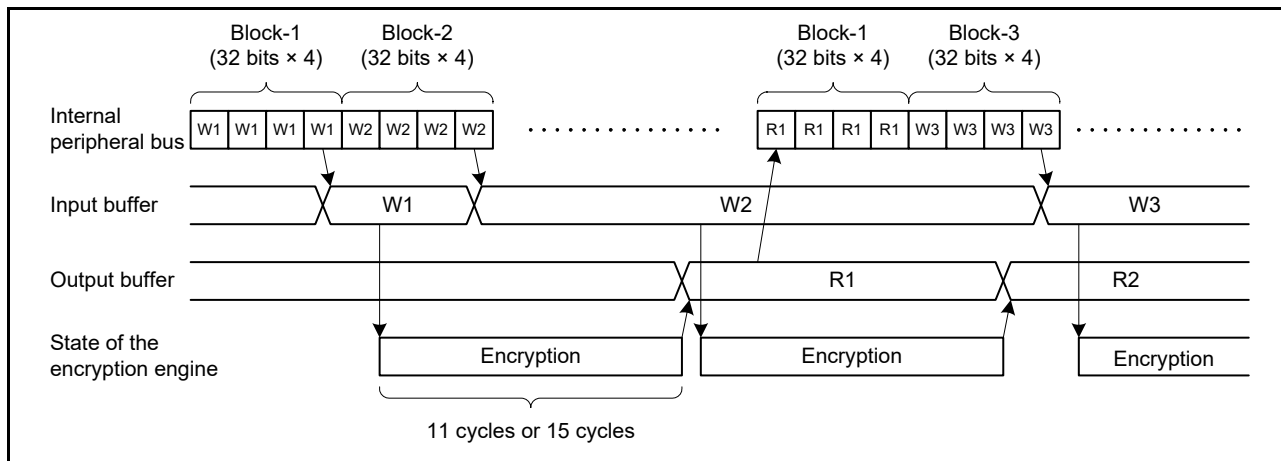 Block-1 Block-2 Block-1 Block-3
(32 bits × 4) (32 bits × 4) (32 bits × 4) (32 bits × 4)
Internal
peripheral bus
W1 W1 W1 W1 W2 W2 W2 W2 R1 R1 R1 R1 W3 W3 W3 W3
Input buffer W1 W2 W3
Output buffer R1 R2
State of the
encryption engine
Encryption Encryption Encryption
11 cycles or 15 cycles